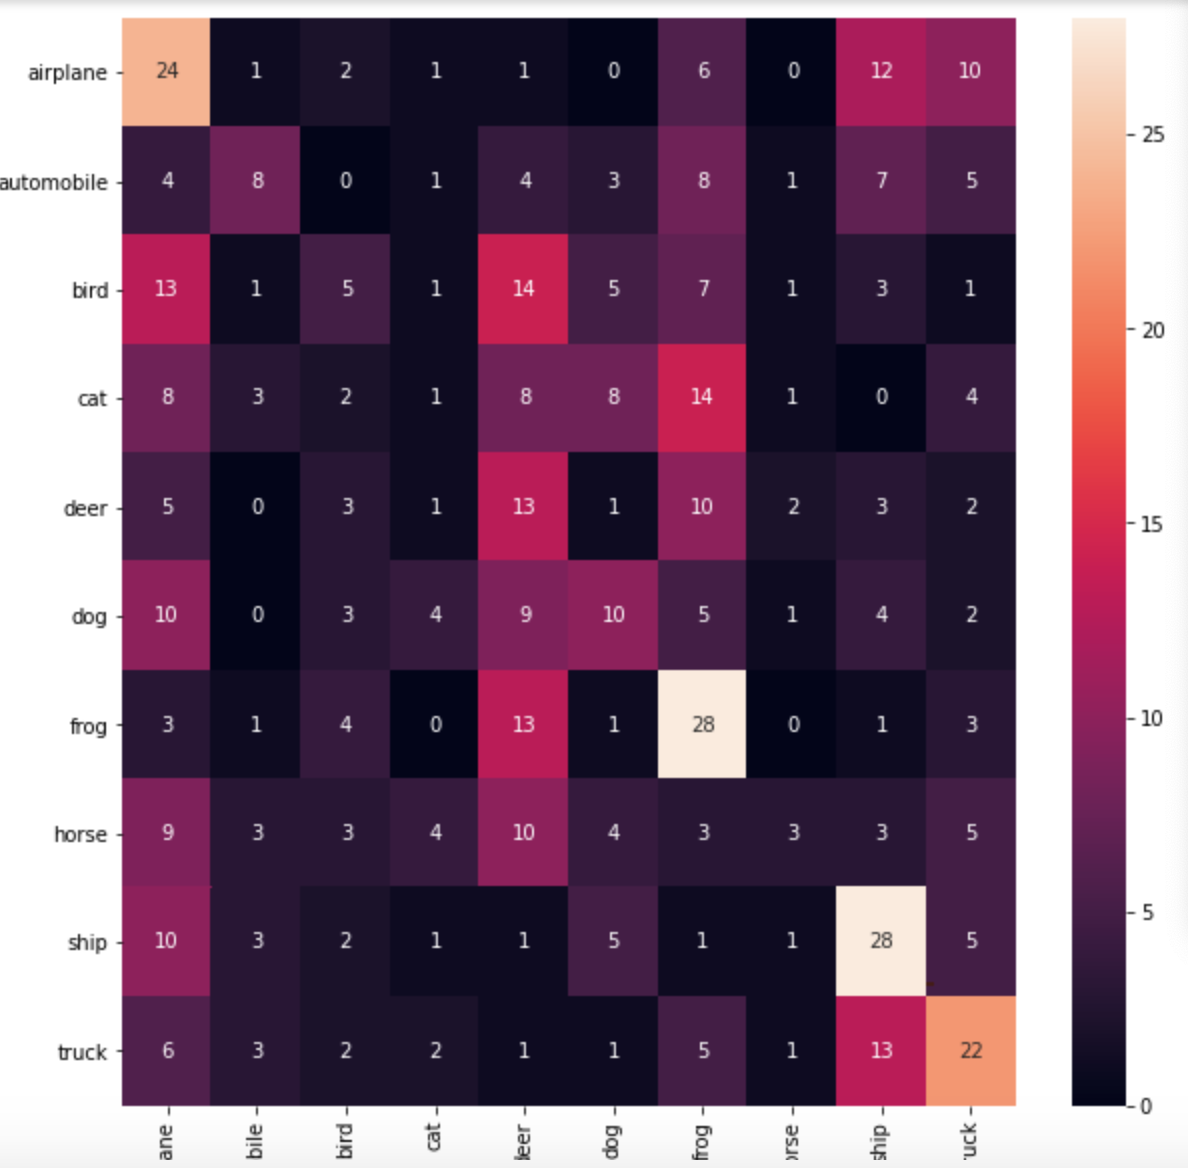 airplane 24 1 2 1 1 0 6 0 12 10
automobile 4 8 0 1 4 3 8 1 7 5
bird 13 1 5 1 14 5 7 1 3 1
cat 8 3 2 1 8 8 14 1 0 4
deer 5 0 3 1 13 1 10 2 3 2
dog 10 0 3 4 9 10 5 1 4 2
frog 3 1 4 0 13 1 28 0 1 3
horse 9 3 3 4 10 4 3 3 3 5
ship 10 3 2 1 1 5 1 1 28 5
truck 6 3 2 2 1 1 5 1 13 22
ane bile bird cat deer dog frog orse ship ruck
25
20
15
10
5
0